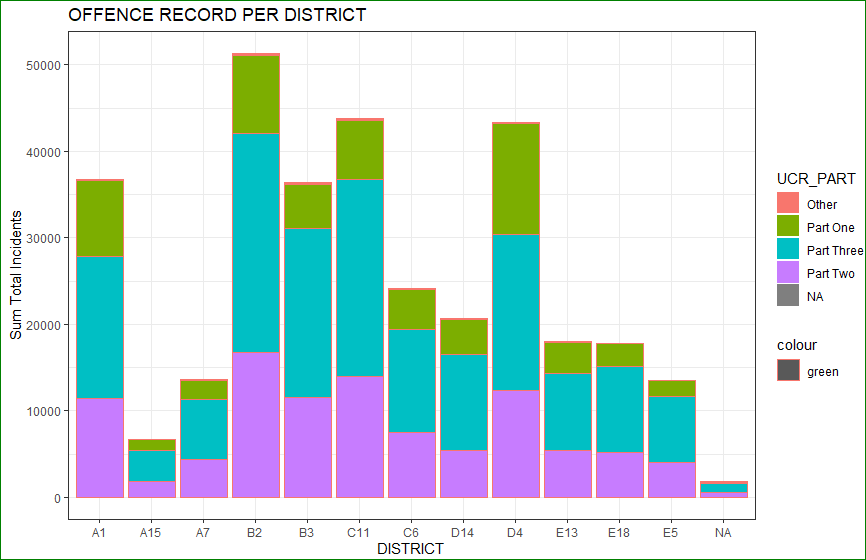 OFFENCE RECORD PER DISTRICT
50000
40000
30000
20000
10000
0
Sum Total Incidents
A1 A15 A7 B2 B3 C11 C6 D14 D4 E13 E18 E5 NA
DISTRICT
UCR_PART
Other
Part One
Part Three
Part Two
NA
colour
green